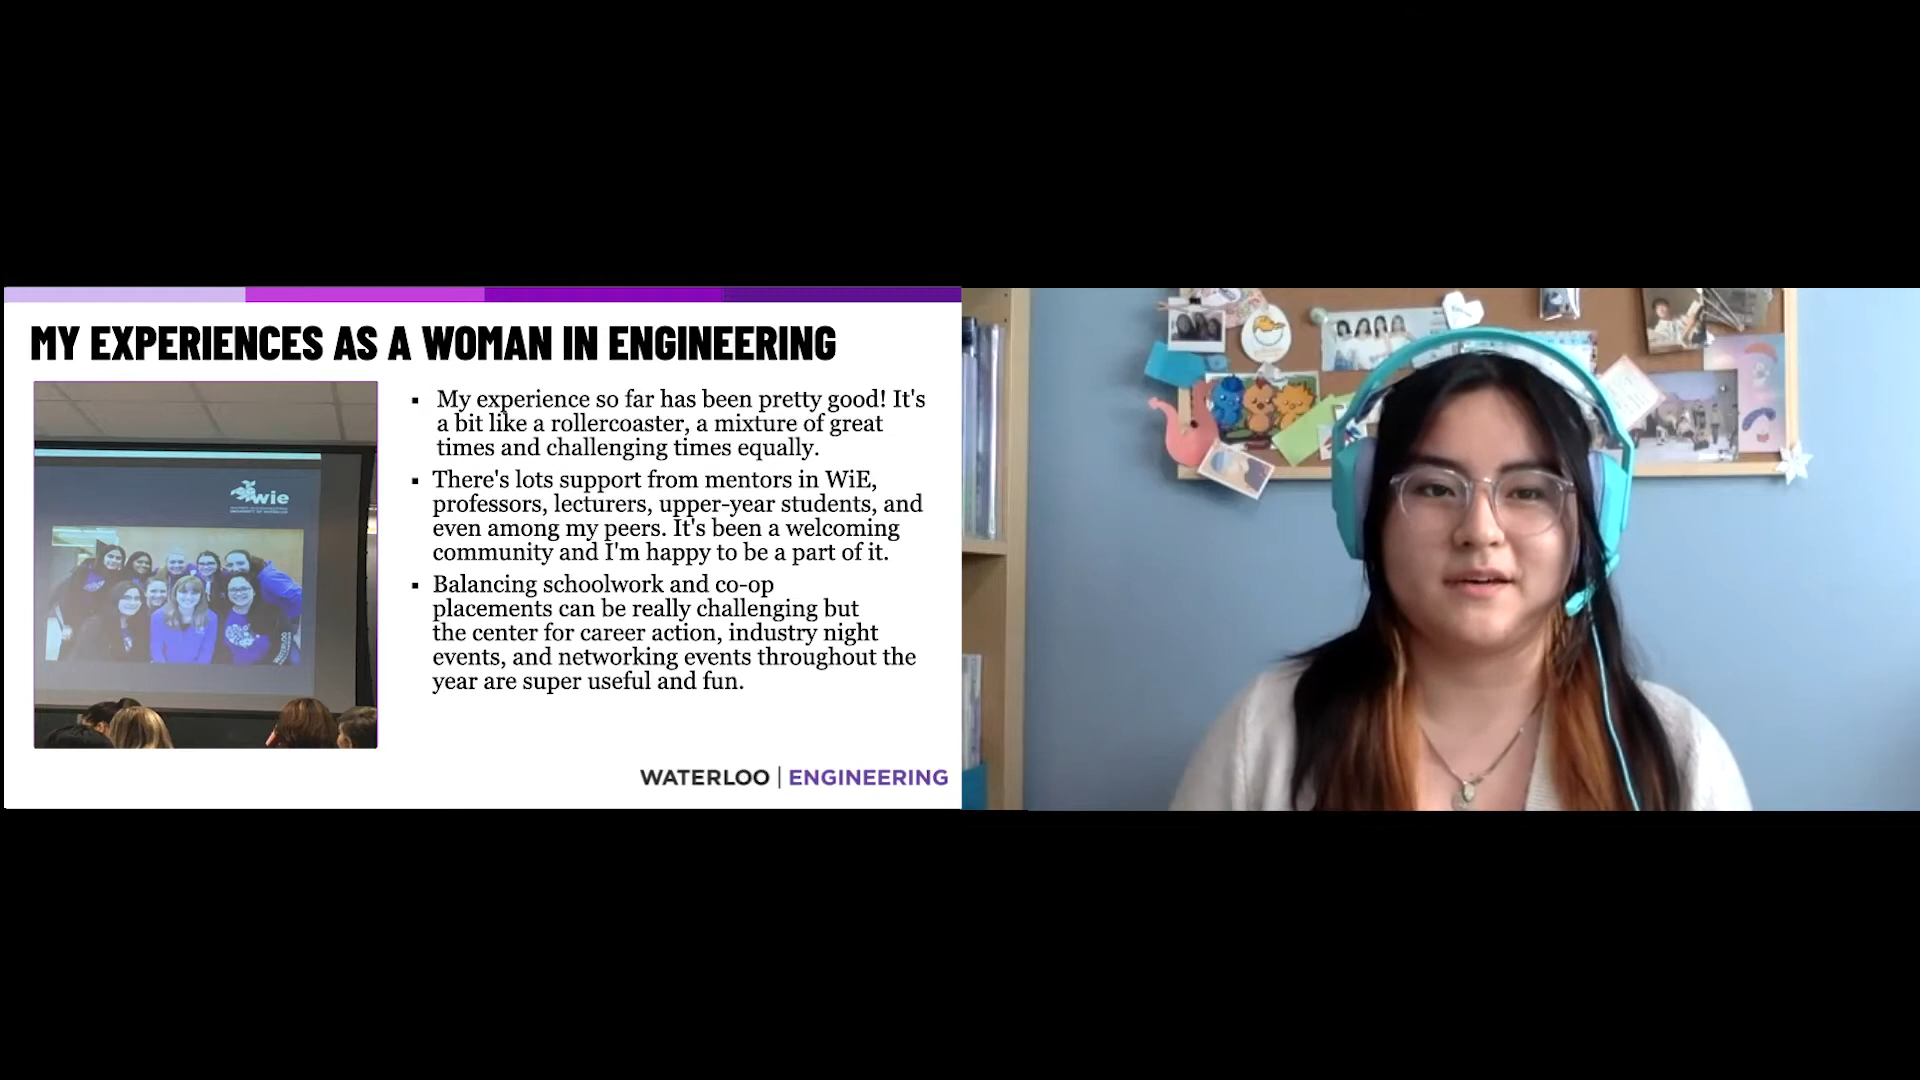 MY EXPERIENCES AS A WOMAN IN ENGINEERING
wie
▪ My experience so far has been pretty good! It's
a bit like a rollercoaster, a mixture of great
times and challenging times equally.
▪ There's lots support from mentors in WiE,
professors, lecturers, upper-year students, and
even among my peers. It's been a welcoming
community and I'm happy to be a part of it.
▪ Balancing schoolwork and co-op
placements can be really challenging but
the center for career action, industry night
events, and networking events throughout the
year are super useful and fun.
WATERLOO | ENGINEERING